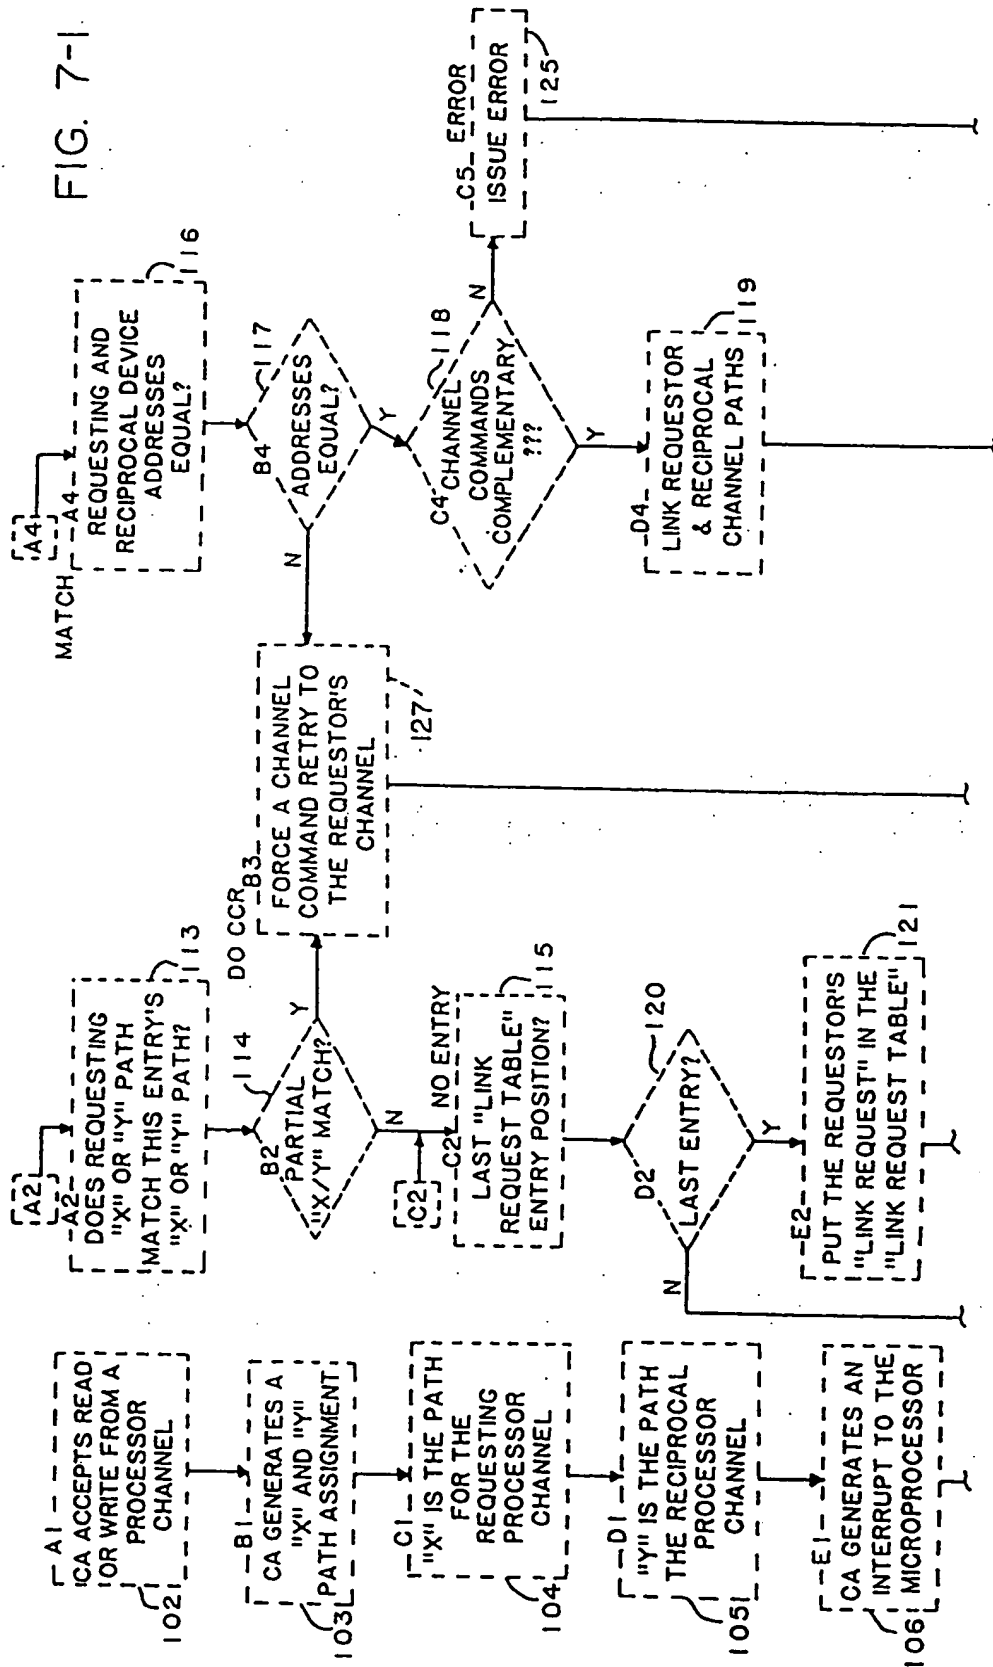 FIG. 7-1
A1
CA ACCEPTS READ
OR WRITE FROM A
PROCESSOR
CHANNEL
102
B1
CA GENERATES A
"X" AND "Y"
PATH ASSIGNMENT
103
C1
"X" IS THE PATH
FOR THE
REQUESTING
PROCESSOR
CHANNEL
104
D1
"Y" IS THE PATH
THE RECIPROCAL
PROCESSOR
CHANNEL
105
E1
CA GENERATES AN
INTERRUPT TO THE
MICROPROCESSOR
106
A2
A2
DOES REQUESTING
"X" OR "Y" PATH
MATCH THIS ENTRY'S
"X" OR "Y" PATH?
113
B2
114
PARTIAL
"X/Y" MATCH?
Y
N
C2
C2
NO ENTRY
LAST "LINK
REQUEST TABLE"
ENTRY POSITION?
115
D2
120
LAST ENTRY?
N
Y
E2
PUT THE REQUESTOR'S
"LINK REQUEST" IN THE
"LINK REQUEST TABLE"
121
DO CCR
B3
FORCE A CHANNEL
COMMAND RETRY TO
THE REQUESTOR'S
CHANNEL
127
A4
MATCH
A4
REQUESTING AND
RECIPROCAL DEVICE
ADDRESSES
EQUAL?
116
B4
117
ADDRESSES
EQUAL?
N
Y
C4
118
CHANNEL
COMMANDS
COMPLEMENTARY
???
N
Y
D4
LINK REQUESTOR
& RECIPROCAL
CHANNEL PATHS
119
C5
ERROR
ISSUE ERROR
125